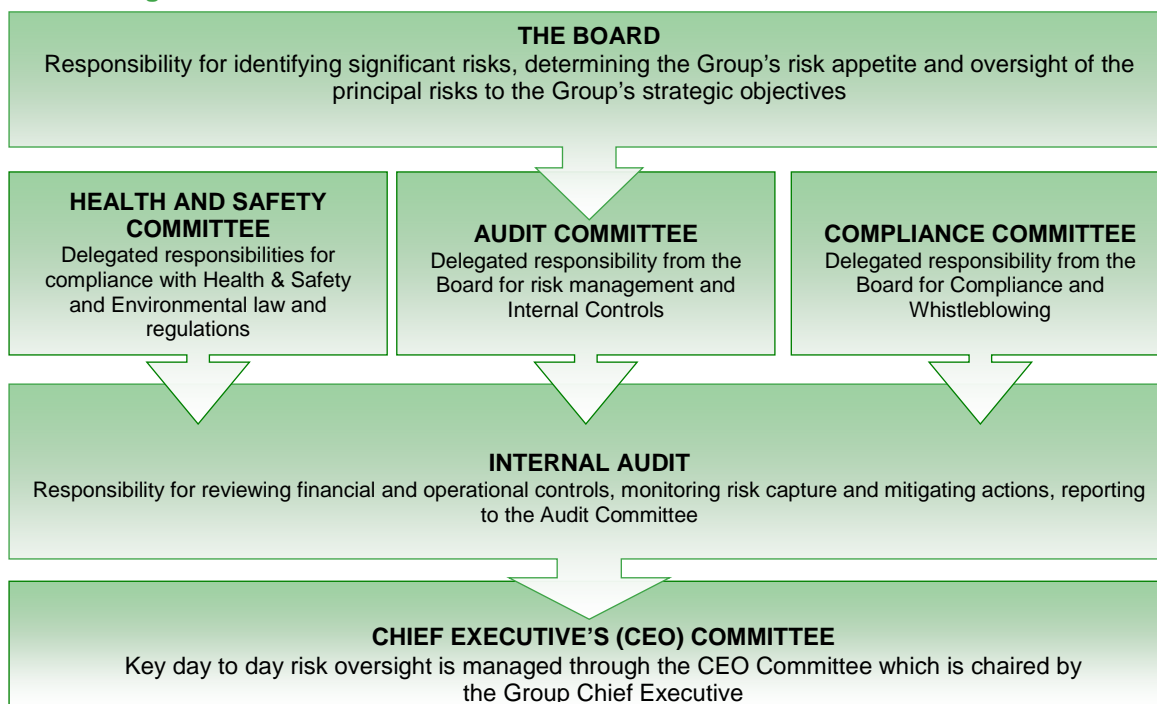 THE BOARD
Responsibility for identifying significant risks, determining the Group's risk appetite and oversight of the
principal risks to the Group's strategic objectives
HEALTH AND SAFETY
COMMITTEE
Delegated responsibilities for
compliance with Health & Safety
and Environmental law and
regulations
AUDIT COMMITTEE
Delegated responsibility from the
Board for risk management and
Internal Controls
COMPLIANCE COMMITTEE
Delegated responsibility from the
Board for Compliance and
Whistleblowing
INTERNAL AUDIT
Responsibility for reviewing financial and operational controls, monitoring risk capture and mitigating actions, reporting
to the Audit Committee
CHIEF EXECUTIVE'S (CEO) COMMITTEE
Key day to day risk oversight is managed through the CEO Committee which is chaired by
the Group Chief Executive